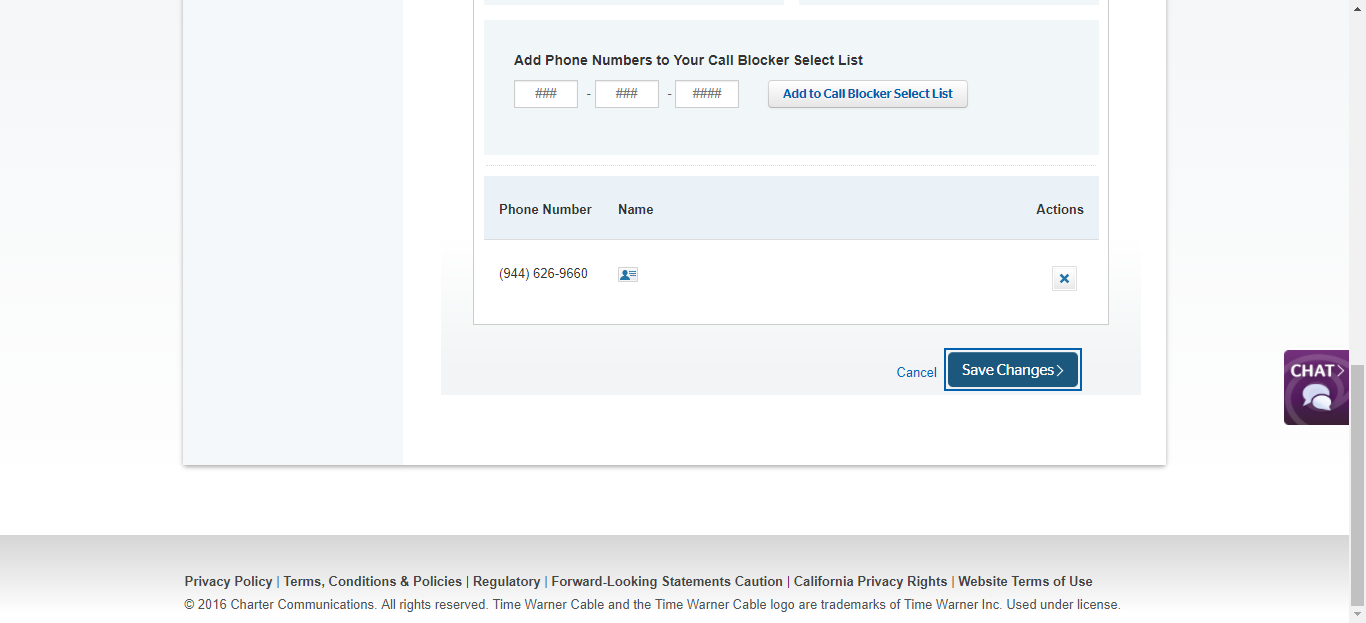 Add Phone Numbers to Your Call Blocker Select List
### - ### - #### Add to Call Blocker Select List
Phone Number Name Actions
(944) 626-9660
Cancel Save Changes
CHAT
Privacy Policy | Terms, Conditions & Policies | Regulatory | Forward-Looking Statements Caution | California Privacy Rights | Website Terms of Use
© 2016 Charter Communications. All rights reserved. Time Warner Cable and the Time Warner Cable logo are trademarks of Time Warner Inc. Used under license.